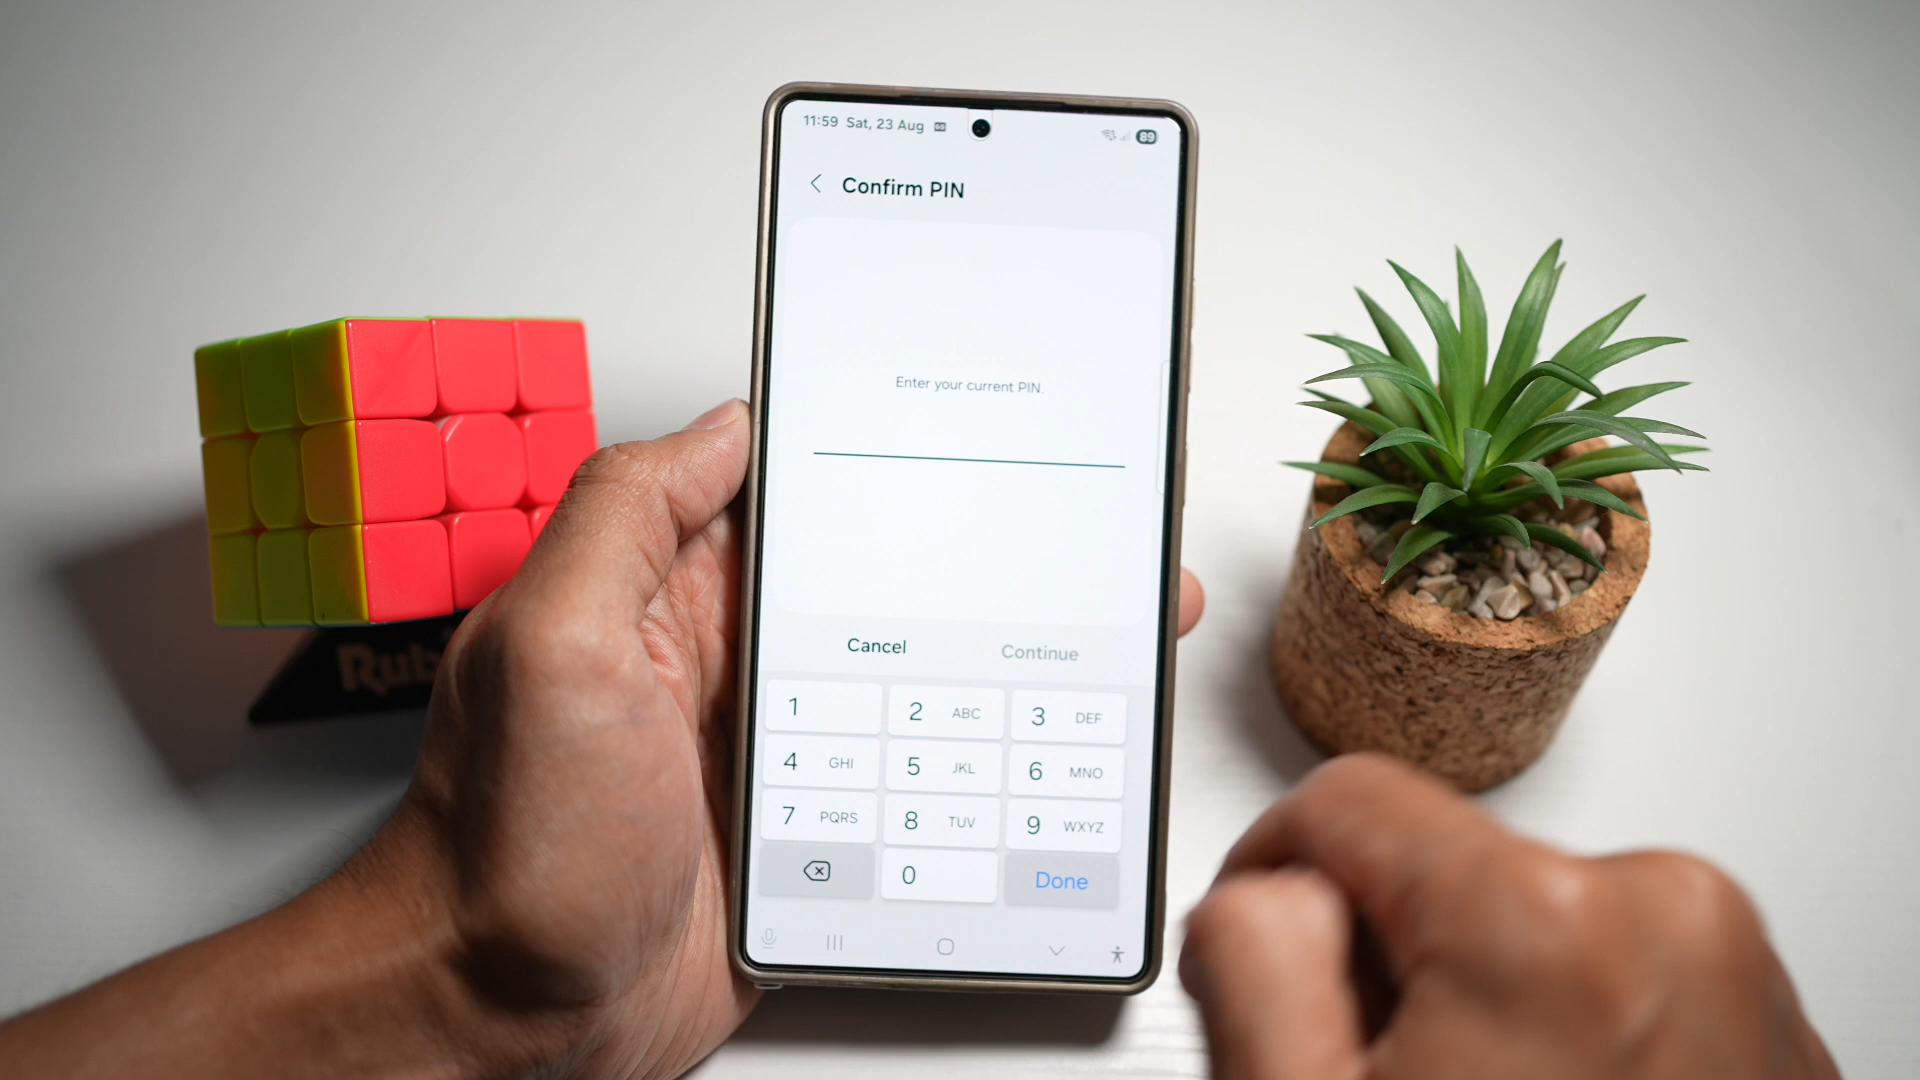 11:59 Sat, 23 Aug
89
Confirm PIN
Enter your current PIN.
Cancel Continue
1 2 ABC 3 DEF
4 GHI 5 JKL 6 MNO
7 PQRS 8 TUV 9 WXYZ
0 Done
Rub